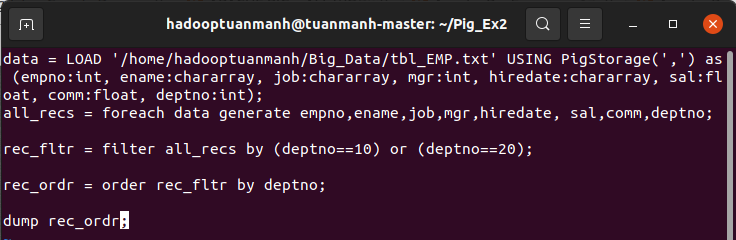 hadooptuanmanh@tuanmanh-master: ~/Pig_Ex2
data = LOAD '/home/hadooptuanmanh/Big_Data/tbl_EMP.txt' USING PigStorage(',') as
 (empno:int, ename:chararray, job:chararray, mgr:int, hiredate:chararray, sal:fl
oat, comm:float, deptno:int);
all_recs = foreach data generate empno,ename,job,mgr,hiredate, sal,comm,deptno;
rec_fltr = filter all_recs by (deptno==10) or (deptno==20);
rec_ordr = order rec_fltr by deptno;
dump rec_ordr;